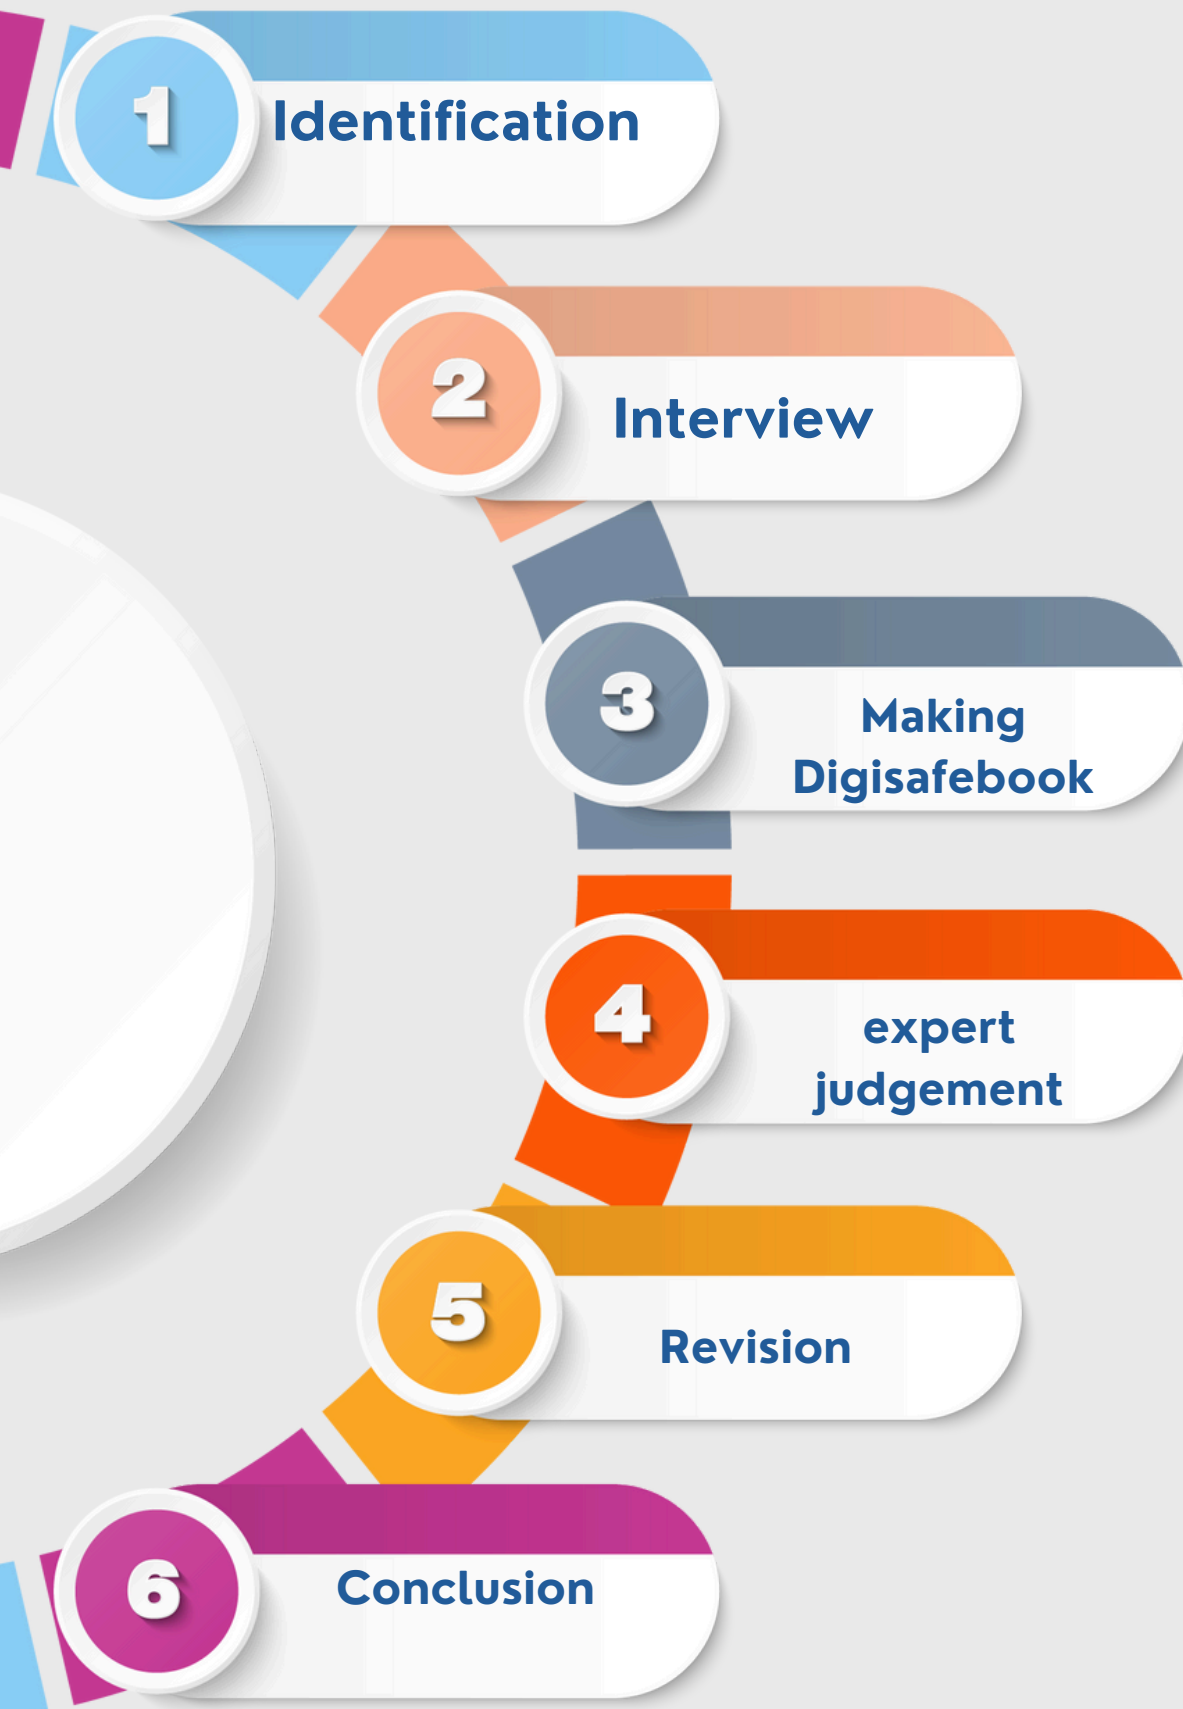 1
Identification
2
Interview
3
Making
Digisafebook
4
expert
judgement
5
Revision
6
Conclusion